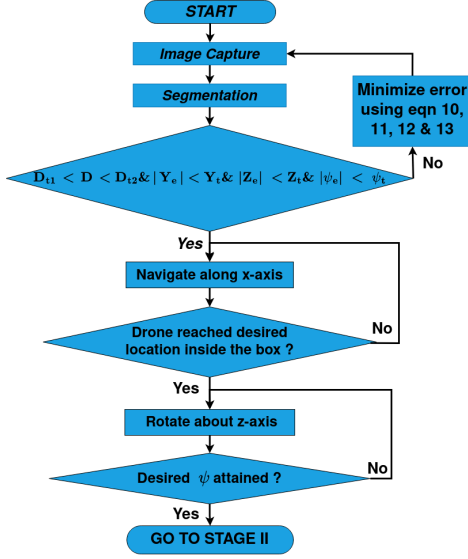 START
Image Capture
Segmentation
Minimize error
using eqn 10,
11, 12 & 13
D_t1 < D < D_t2 & |Y_e| < Y_t & |Z_e| < Z_t & |ψ_e| < ψ_t
No
Yes
Navigate along x-axis
Drone reached desired
location inside the box ?
No
Yes
Rotate about z-axis
Desired ψ attained ?
No
Yes
GO TO STAGE II